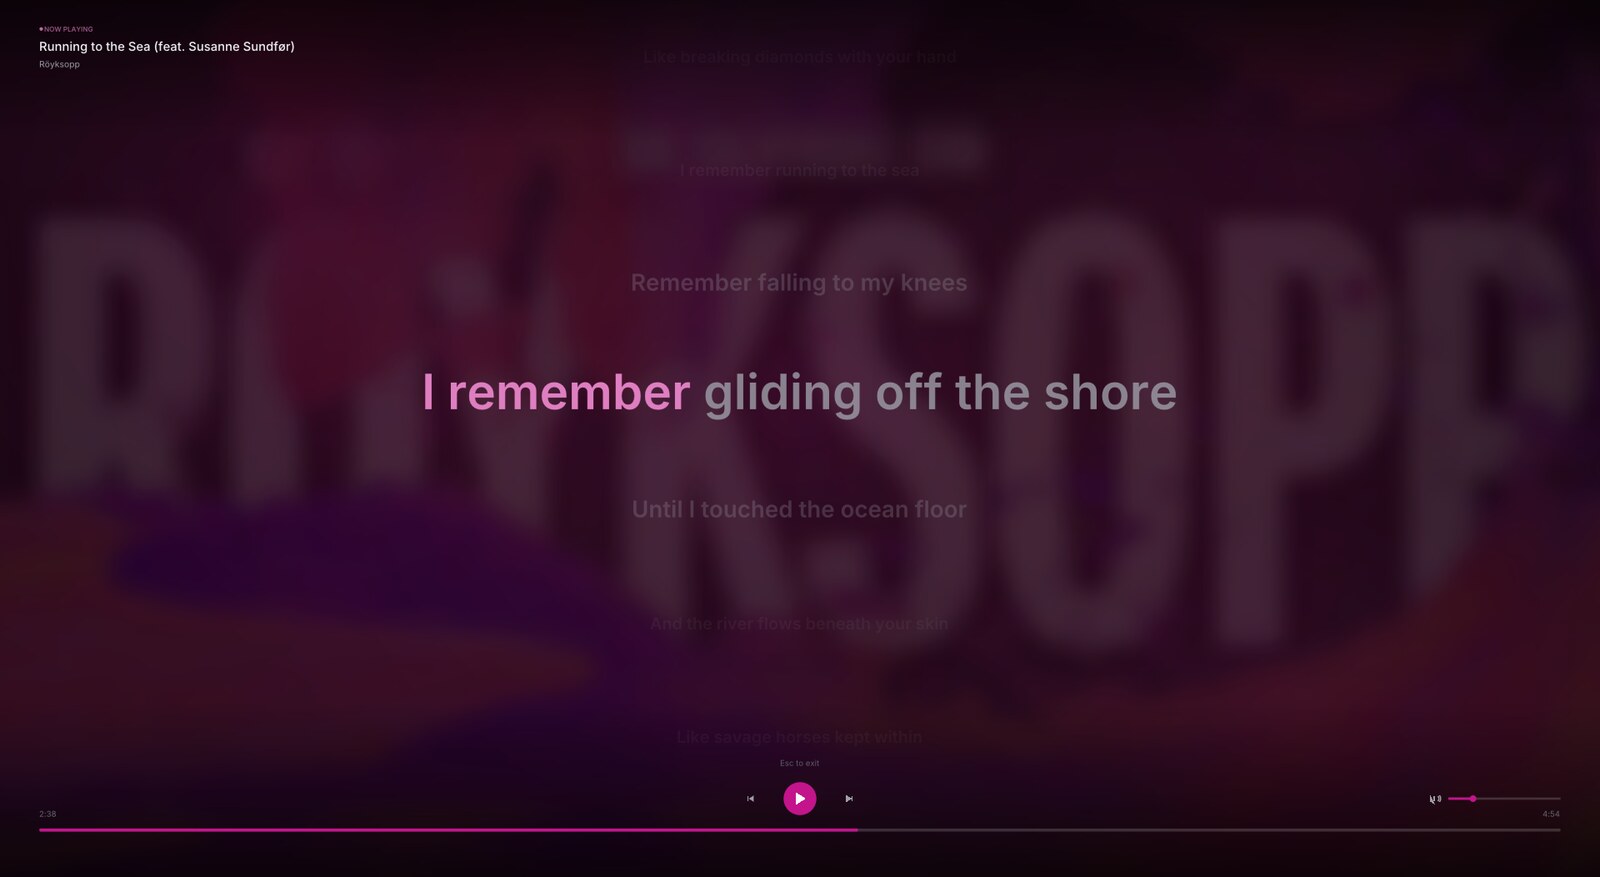 NOW PLAYING
Running to the Sea (feat. Susanne Sundfør)
Röyksopp
Like breaking diamonds with your hand
I remember running to the sea
Remember falling to my knees
I remember gliding off the shore
Until I touched the ocean floor
And the river flows beneath your skin
Like savage horses kept within
Esc to exit
2:38
4:54
RÖYKSOPP